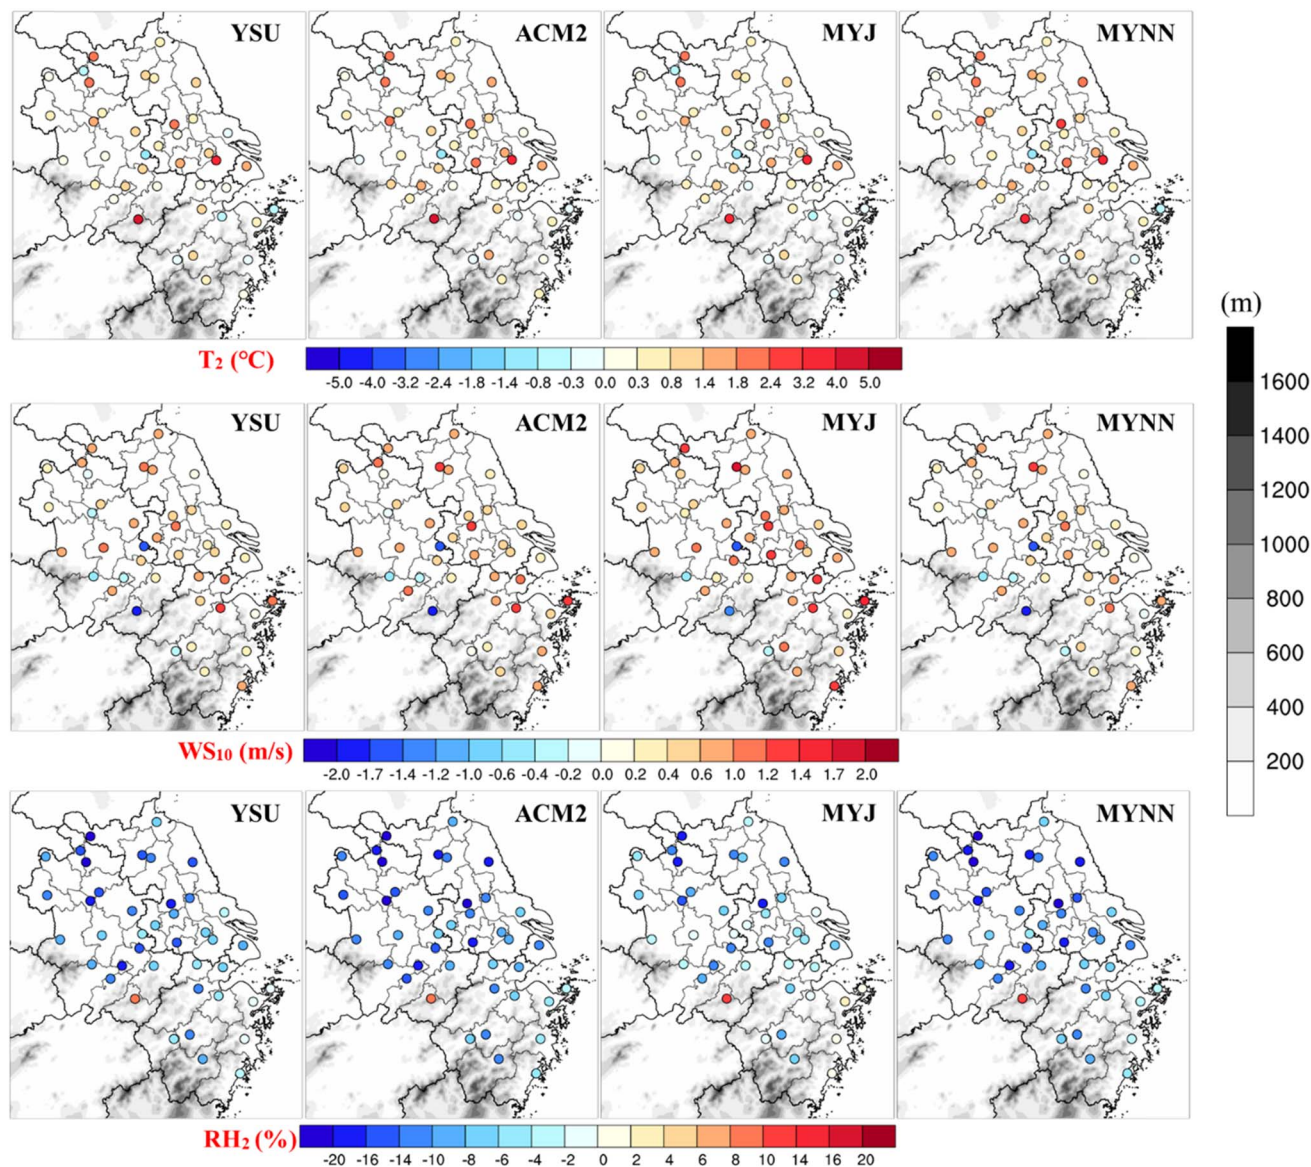 YSU ACM2 MYJ MYNN
T₂ (°C)
-5.0 -4.0 -3.2 -2.4 -1.8 -1.4 -0.8 -0.3 0.0 0.3 0.8 1.4 1.8 2.4 3.2 4.0 5.0
(m)
1600
1400
1200
1000
800
600
400
200
YSU ACM2 MYJ MYNN
WS₁₀ (m/s)
-2.0 -1.7 -1.4 -1.2 -1.0 -0.6 -0.4 -0.2 0.0 0.2 0.4 0.6 1.0 1.2 1.4 1.7 2.0
YSU ACM2 MYJ MYNN
RH₂ (%)
-20 -16 -14 -10 -8 -6 -4 -2 0 2 4 6 8 10 14 16 20